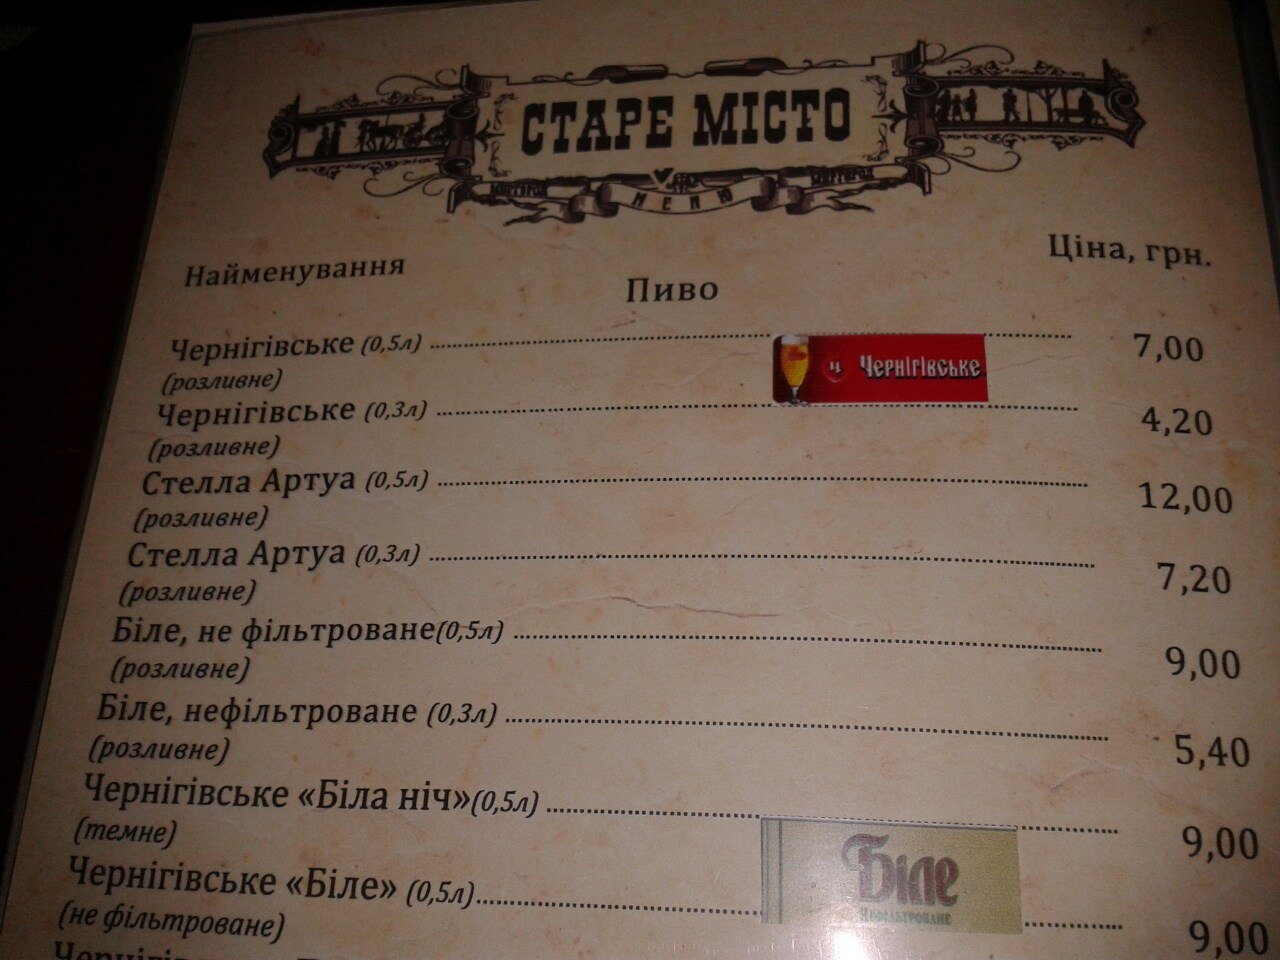 СТАРЕ МІСТО
МИРГОРОД
МИРГОРОД
МЕНЮ
Найменування
Ціна, грн.
Пиво
Чернігівське (0,5л) 7,00
(розливне)
Ч Чернігівське
Чернігівське (0,3л) 4,20
(розливне)
Стелла Артуа (0,5л) 12,00
(розливне)
Стелла Артуа (0,3л) 7,20
(розливне)
Біле, не фільтроване(0,5л) 9,00
(розливне)
Біле, нефільтроване (0,3л) 5,40
(розливне)
Чернігівське «Біла ніч»(0,5л) 9,00
(темне)
Біле
Нефільтроване
Чернігівське «Біле» (0,5л) 9,00
(не фільтроване)